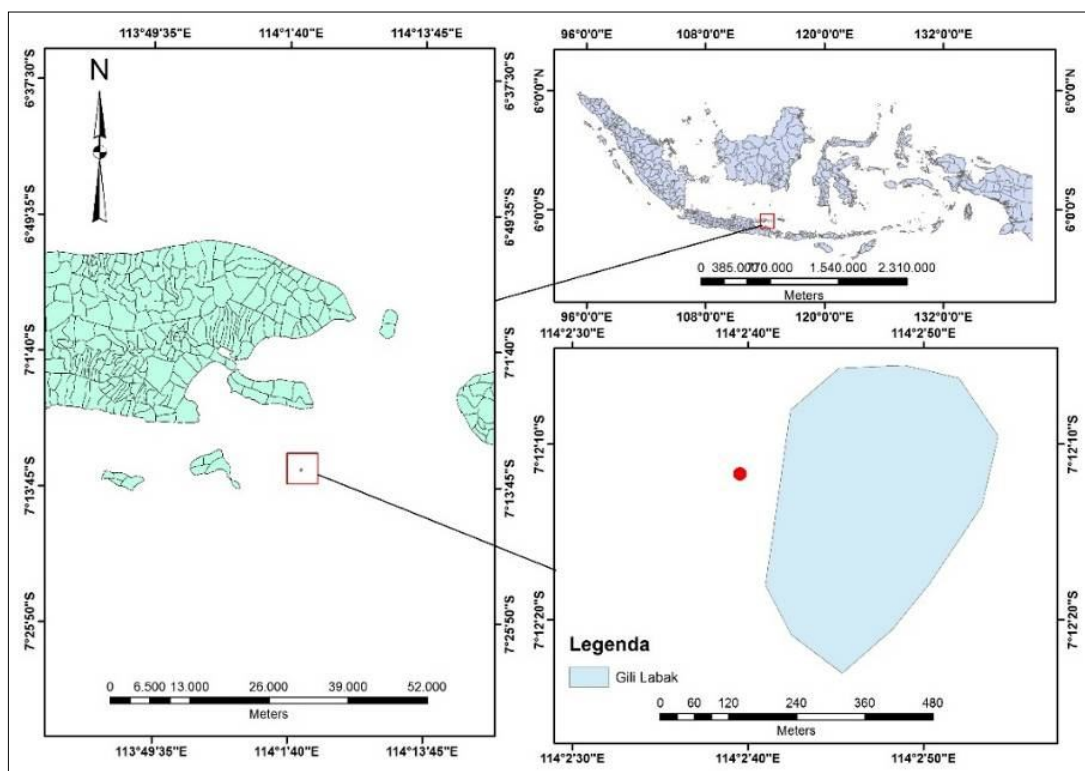 113°49'35"E 114°1'40"E 114°13'45"E
6°37'30"S 6°37'30"S
N
6°49'35"S 6°49'35"S
7°1'40"S 7°1'40"S
7°13'45"S 7°13'45"S
7°25'50"S 7°25'50"S
0 6.500 13.000 26.000 39.000 52.000
Meters
113°49'35"E 114°1'40"E 114°13'45"E
96°0'0"E 108°0'0"E 120°0'0"E 132°0'0"E
6°0'0"N 6°0'0"N
6°0'0"S 6°0'0"S
0 385.000 770.000 1.540.000 2.310.000
Meters
96°0'0"E 108°0'0"E 120°0'0"E 132°0'0"E
114°2'30"E 114°2'40"E 114°2'50"E
7°12'10"S 7°12'10"S
7°12'20"S 7°12'20"S
Legenda
Gili Labak
0 60 120 240 360 480
Meters
114°2'30"E 114°2'40"E 114°2'50"E